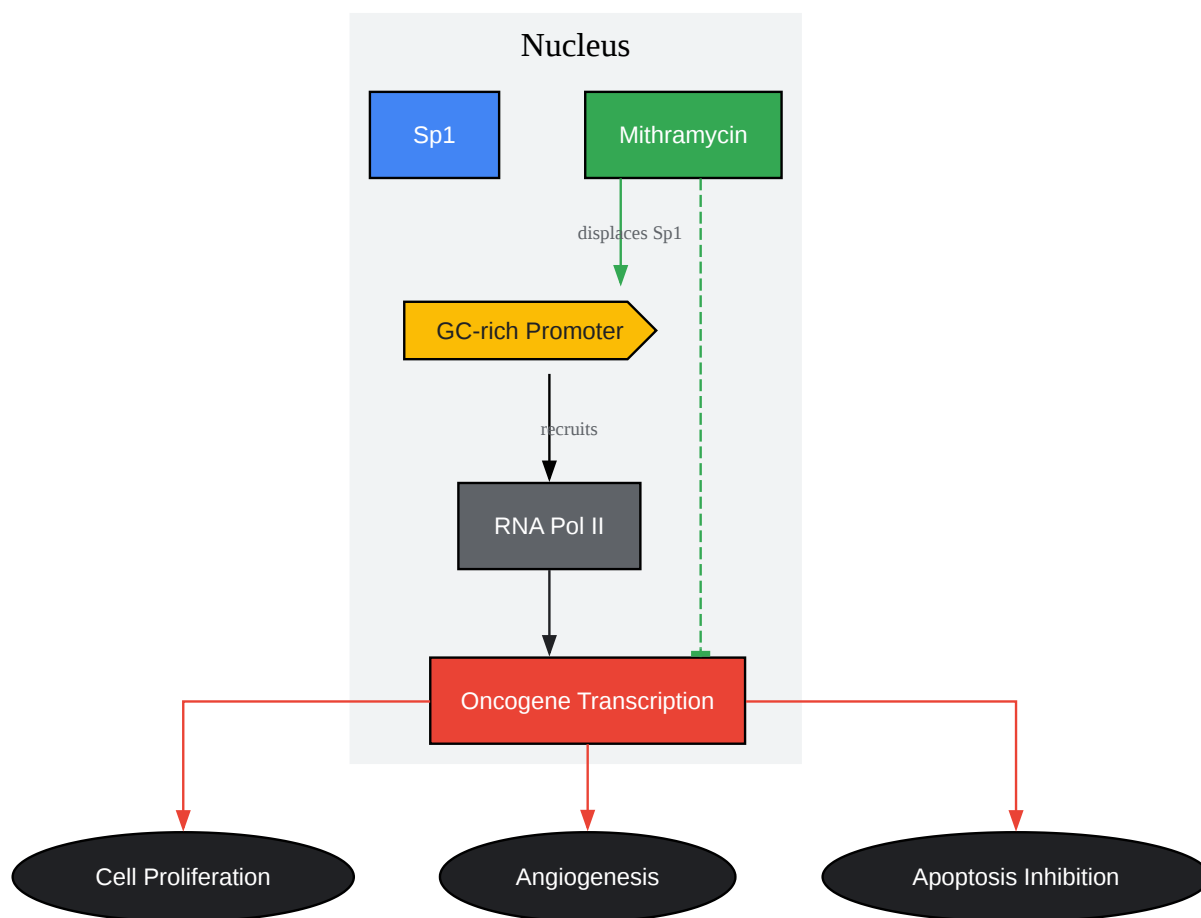 Nucleus
Sp1
Mithramycin
displaces Sp1
GC-rich Promoter
recruits
RNA Pol II
Oncogene Transcription
Cell Proliferation
Angiogenesis
Apoptosis Inhibition